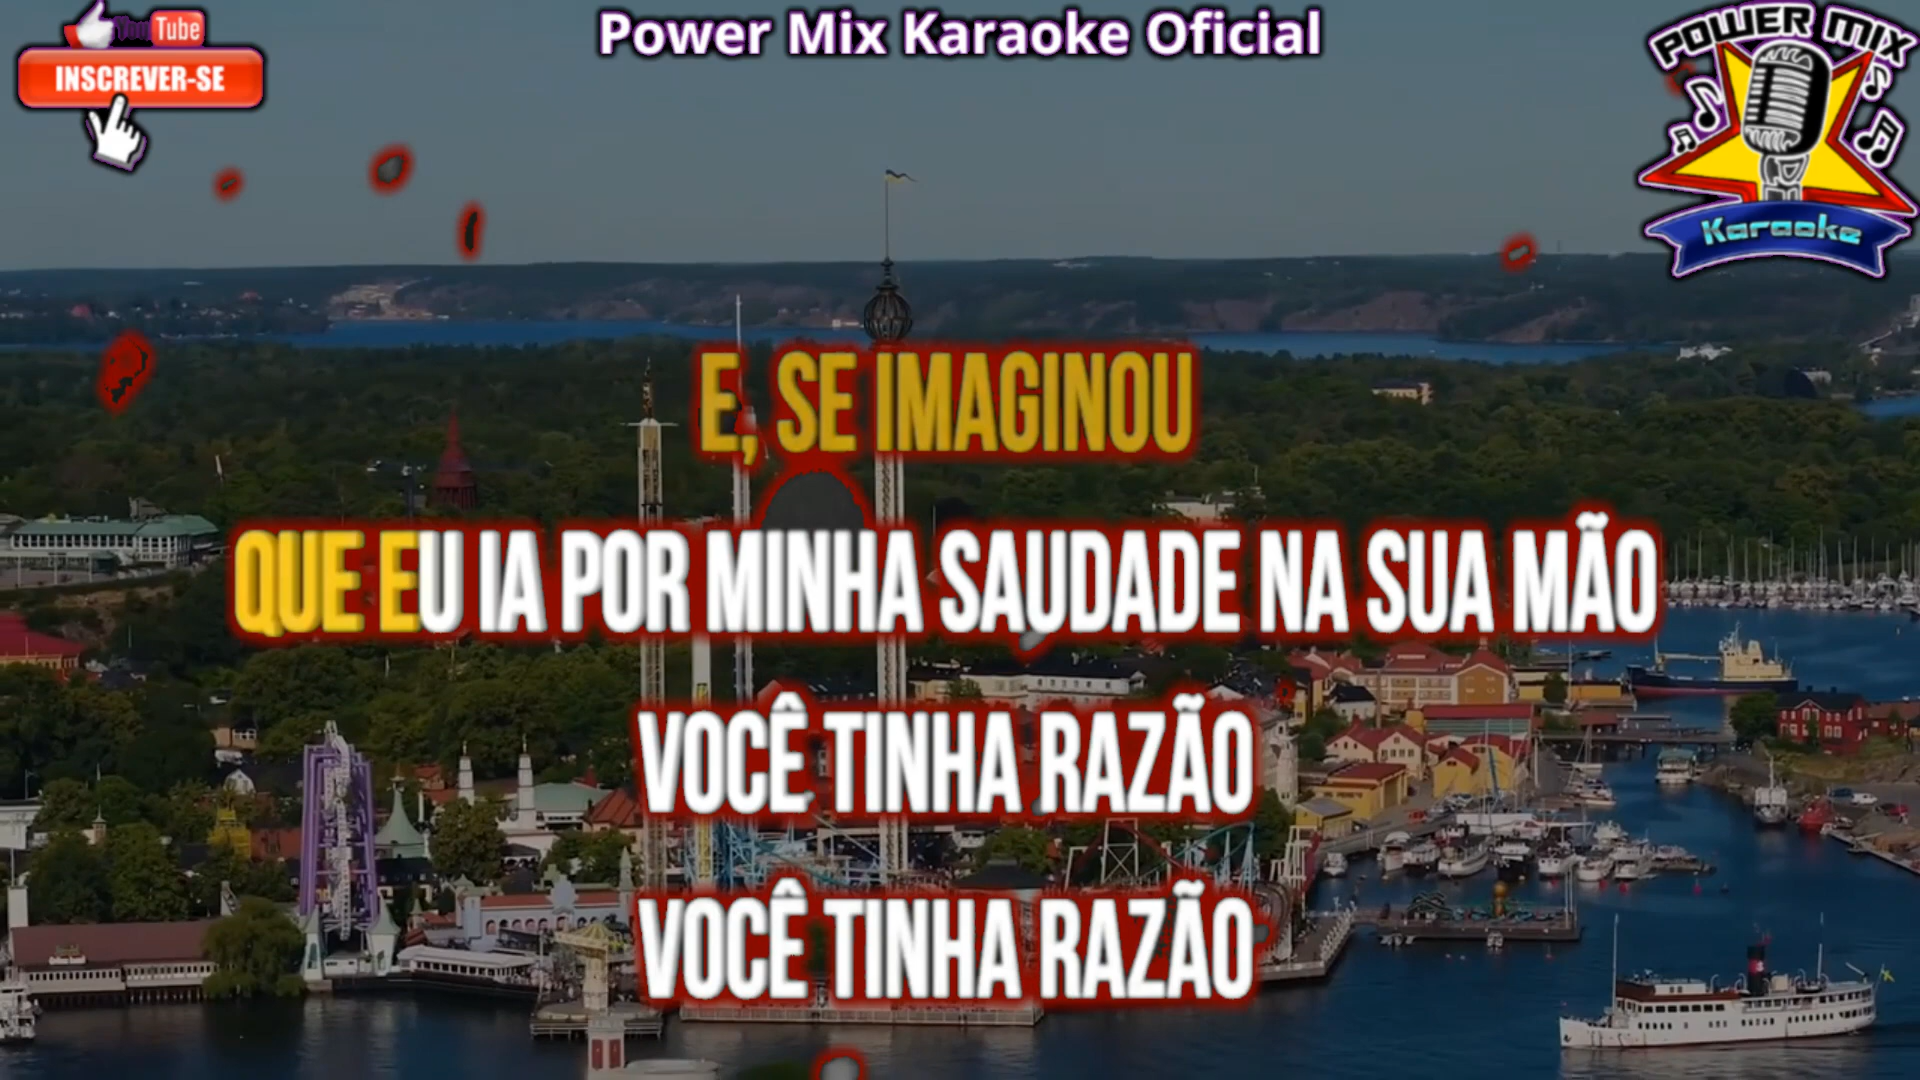 YouTube
INSCREVER-SE
Power Mix Karaoke Oficial
POWER MIX
Karaoke
E, SE IMAGINOU
QUE EU IA POR MINHA SAUDADE NA SUA MÃO
VOCÊ TINHA RAZÃO
VOCÊ TINHA RAZÃO